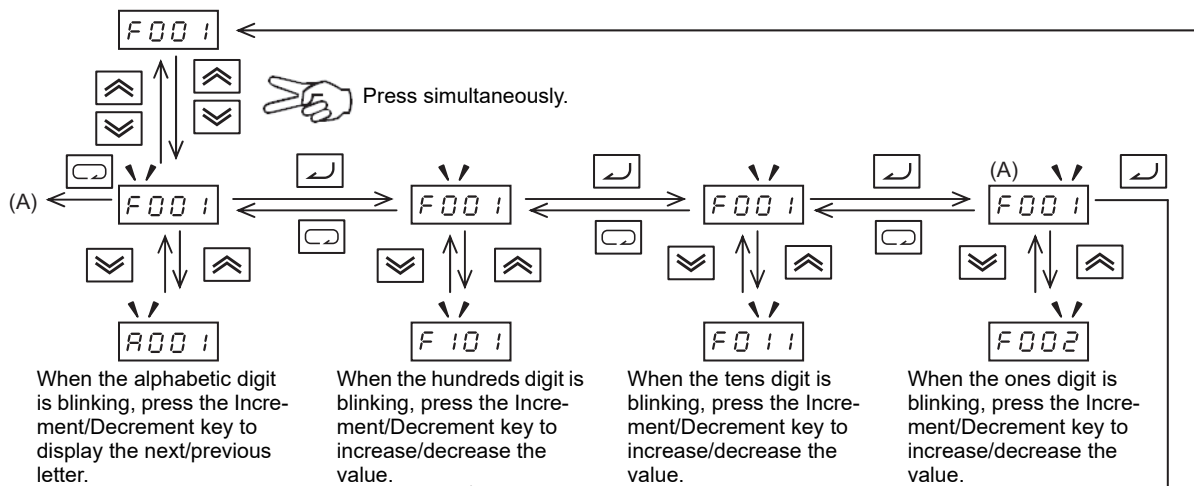 F001
Press simultaneously.
(A)
F001
F001
F001
(A)
F001
A001
F101
F011
F002
When the alphabetic digit
is blinking, press the Incre-
ment/Decrement key to
display the next/previous
letter.
When the hundreds digit is
blinking, press the Incre-
ment/Decrement key to
increase/decrease the
value.
When the tens digit is
blinking, press the Incre-
ment/Decrement key to
increase/decrease the
value.
When the ones digit is
blinking, press the Incre-
ment/Decrement key to
increase/decrease the
value.